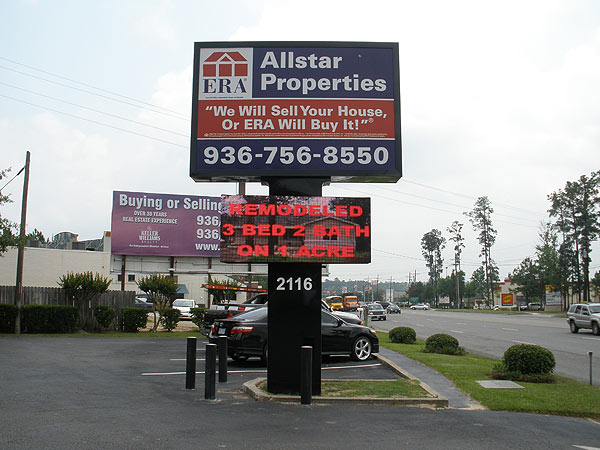 ERA
Allstar
Properties
"We Will Sell Your House,
Or ERA Will Buy It!"®
936-756-8550
Buying or Selling
OVER 30 YEARS
REAL ESTATE EXPERIENCE
936
KELLER
WILLIAMS
REALTY
936
www.
REMODELED
3 BED 2 BATH
ON 1 ACRE
2116